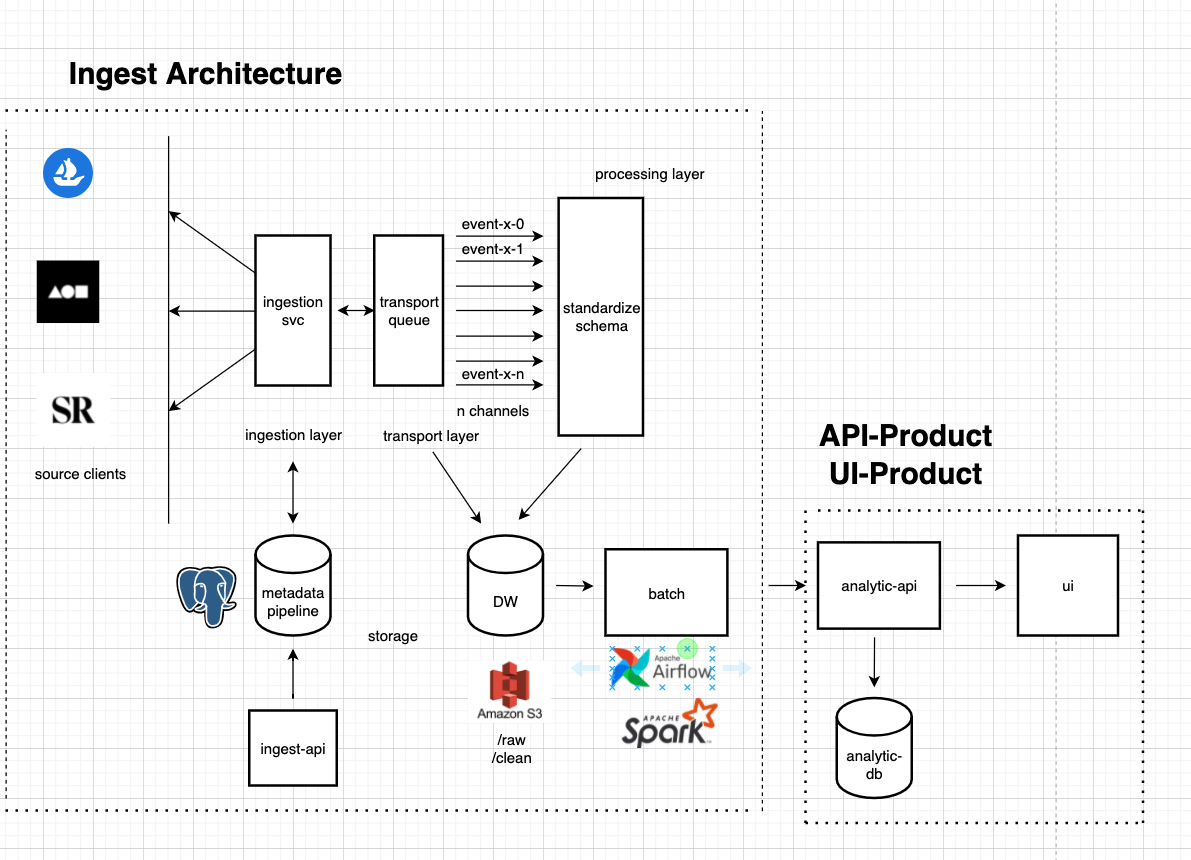 Ingest Architecture
processing layer
event-x-0
event-x-1
ingestion
svc
transport
queue
standardize
schema
event-x-n
n channels
SR
ingestion layer
transport layer
source clients
API-Product
UI-Product
metadata
pipeline
DW
batch
analytic-api
ui
storage
Apache
Airflow
Amazon S3
APACHE
Spark
TM
/raw
/clean
ingest-api
analytic-
db